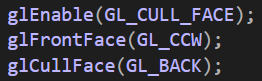 glEnable(GL_CULL_FACE);
glFrontFace(GL_CCW);
glCullFace(GL_BACK);